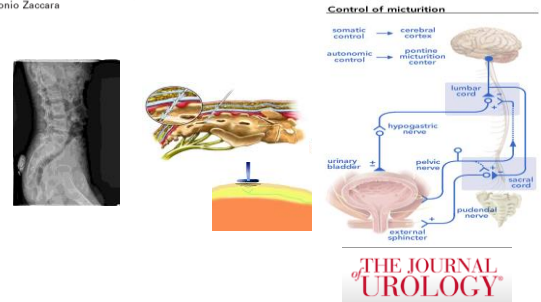 onio Zaccara
Control of micturition
somatic
control
cerebral
cortex
autonomic
control
pontine
micturition
center
lumbar
cord
+
hypogastric
nerve
urinary
bladder
±
pelvic
nerve
sacral
cord
pudendal
nerve
+
external
sphincter
THE JOURNAL
of UROLOGY®